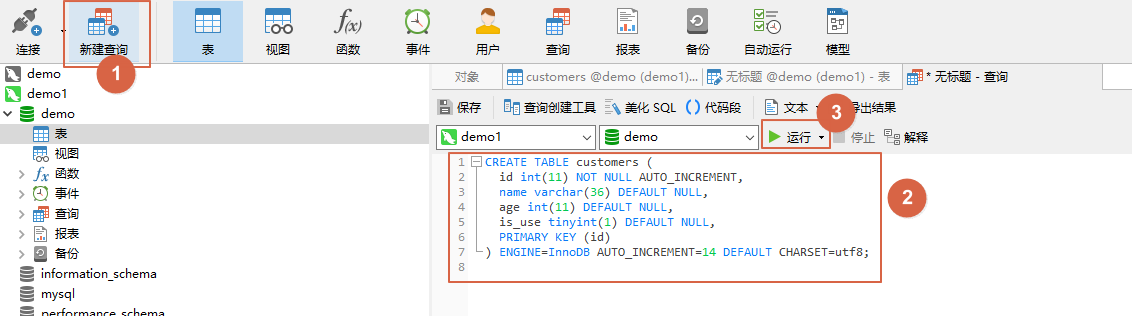 连接 新建查询 表 视图 函数 事件 用户 查询 报表 备份 自动运行 模型
1
demo
demo1
demo
表
视图
函数
事件
查询
报表
备份
information_schema
mysql
performance_schema
对象 customers @demo (demo1)... 无标题 @demo (demo1) - 表 * 无标题 - 查询
保存 查询创建工具 美化 SQL 代码段 文本 导出结果
3
demo1 demo 运行 停止 解释
1 CREATE TABLE customers (
2 id int(11) NOT NULL AUTO_INCREMENT,
3 name varchar(36) DEFAULT NULL,
4 age int(11) DEFAULT NULL,
5 is_use tinyint(1) DEFAULT NULL,
6 PRIMARY KEY (id)
7 ) ENGINE=InnoDB AUTO_INCREMENT=14 DEFAULT CHARSET=utf8;
8
2